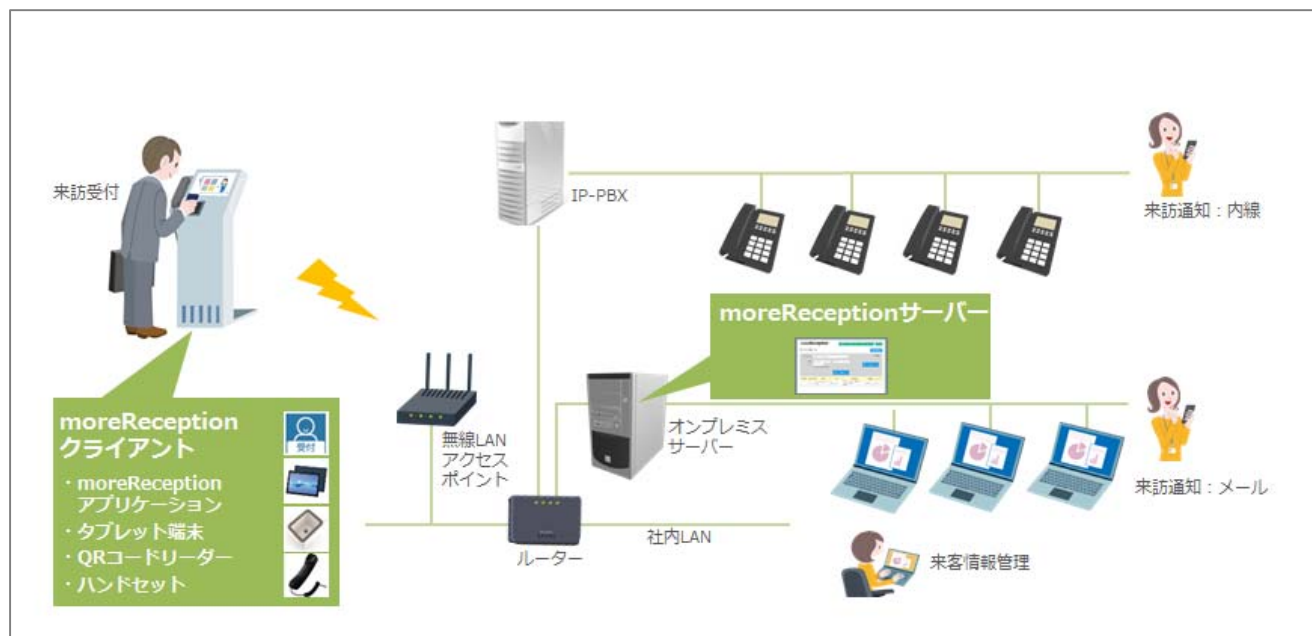 来訪受付
IP-PBX
来訪通知：内線
moreReceptionサーバー
moreReception
クライアント
受付
・moreReception
アプリケーション
・タブレット端末
・QRコードリーダー
・ハンドセット
無線LAN
アクセス
ポイント
オンプレミス
サーバー
来訪通知：メール
ルーター
社内LAN
来客情報管理